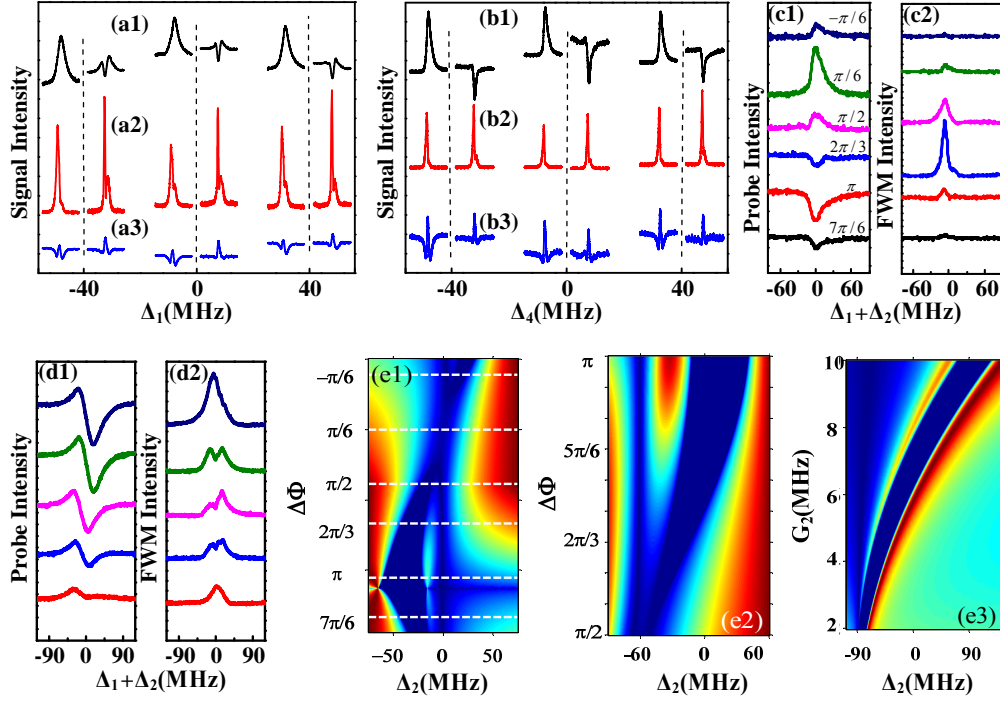 (a1)
(a2)
(a3)
Signal Intensity
-40 0 40
Δ₁(MHz)
(b1)
(b2)
(b3)
Signal Intensity
-40 0 40
Δ₄(MHz)
(c1)
−π/6
π/6
π/2
2π/3
π
7π/6
Probe Intensity
-60 0 60
(c2)
FWM Intensity
-60 0 60
Δ₁+Δ₂(MHz)
(d1)
Probe Intensity
-90 0 90
(d2)
FWM Intensity
-90 0 90
Δ₁+Δ₂(MHz)
(e1)
ΔΦ
−π/6
π/6
π/2
2π/3
π
7π/6
−50 0 50
Δ₂(MHz)
(e2)
ΔΦ
π
5π/6
2π/3
π/2
-60 0 60
Δ₂(MHz)
(e3)
G₂(MHz)
10
8
6
4
2
-90 0 90
Δ₂(MHz)